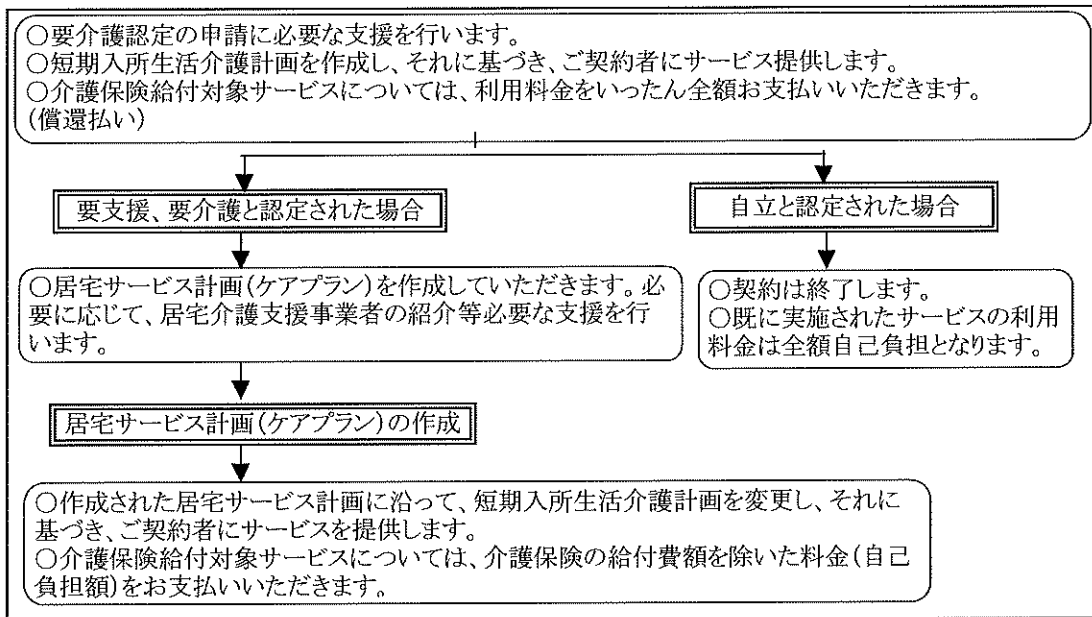 ○要介護認定の申請に必要な支援を行います。
○短期入所生活介護計画を作成し、それに基づき、ご契約者にサービス提供します。
○介護保険給付対象サービスについては、利用料金をいったん全額お支払いいただきます。
(償還払い)
要支援、要介護と認定された場合
自立と認定された場合
○居宅サービス計画(ケアプラン)を作成していただきます。必
要に応じて、居宅介護支援事業者の紹介等必要な支援を行
います。
○契約は終了します。
○既に実施されたサービスの利用
料金は全額自己負担となります。
居宅サービス計画(ケアプラン)の作成
○作成された居宅サービス計画に沿って、短期入所生活介護計画を変更し、それに
基づき、ご契約者にサービスを提供します。
○介護保険給付対象サービスについては、介護保険の給付費額を除いた料金(自己
負担額)をお支払いいただきます。